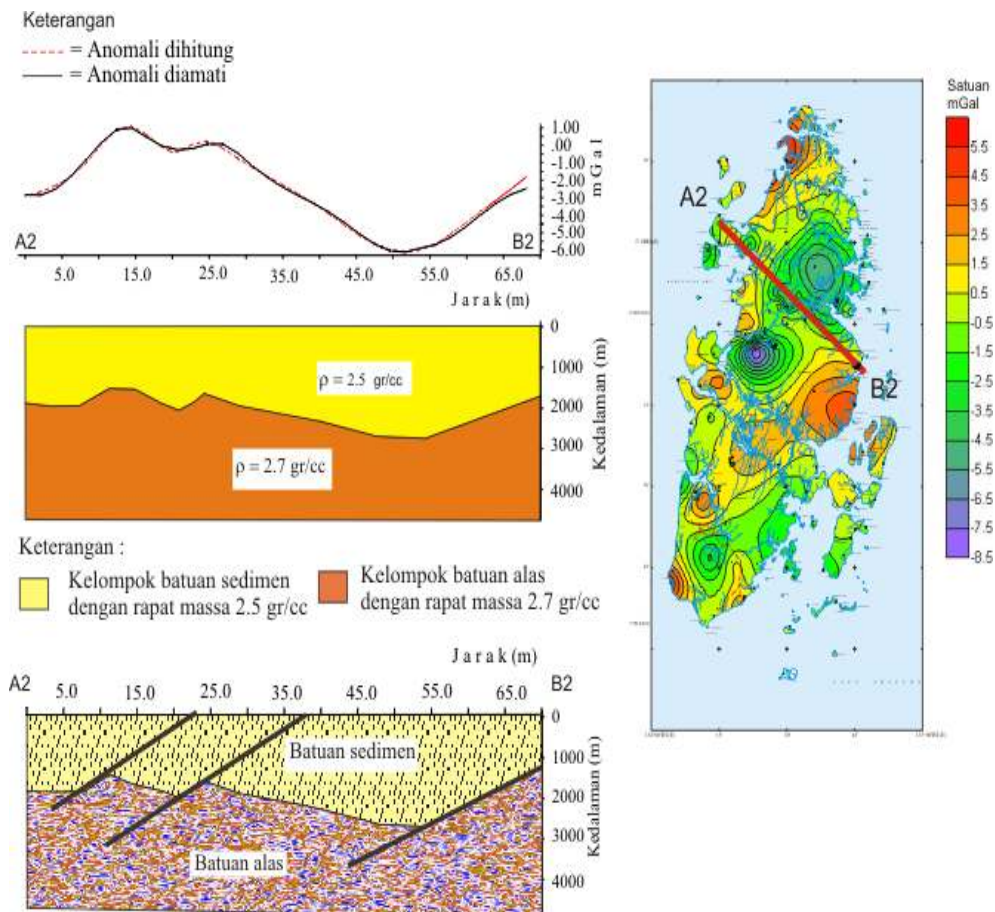 Keterangan
= Anomali dihitung
= Anomali diamati
1.00
.00
-1.00
-2.00
-3.00
-4.00
-5.00
-6.00
m G a l
A2
B2
5.0
15.0
25.0
35.0
45.0
55.0
65.0
J a r a k (m)
ρ = 2.5 gr/cc
ρ = 2.7 gr/cc
0
1000
2000
3000
4000
Kedalaman (m)
Keterangan :
Kelompok batuan sedimen
dengan rapat massa 2.5 gr/cc
Kelompok batuan alas
dengan rapat massa 2.7 gr/cc
J a r a k (m)
A2
5.0
15.0
25.0
35.0
45.0
55.0
65.0
B2
Batuan sedimen
Batuan alas
0
1000
2000
3000
4000
Kedalaman (m)
A2
B2
Satuan
mGal
5.5
5.5
4.5
3.5
2.5
1.5
1.5
0.5
-0.5
-1.5
-2.5
-3.5
-4.5
-5.5
-6.5
-7.5
-8.5